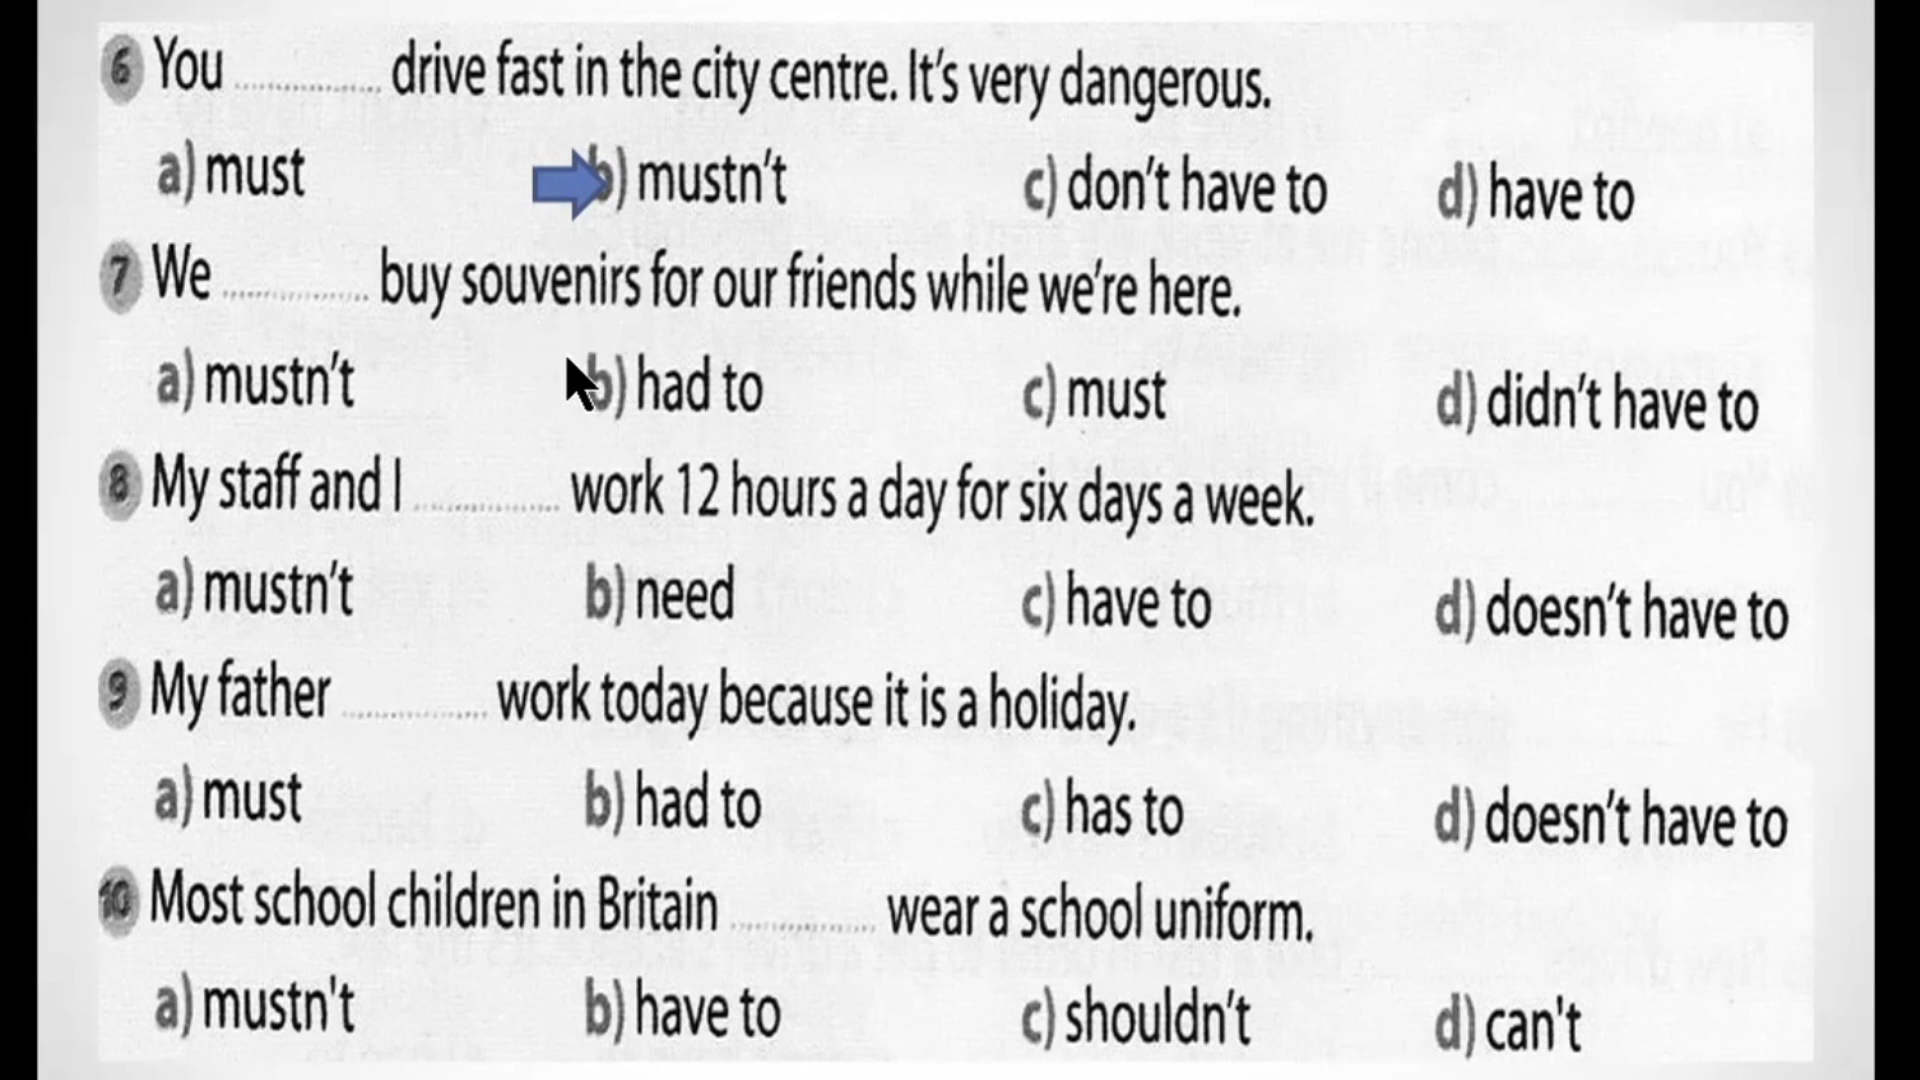 6 You ............... drive fast in the city centre. It's very dangerous.
a) must b) mustn't c) don't have to d) have to
7 We ............... buy souvenirs for our friends while we're here.
a) mustn't b) had to c) must d) didn't have to
8 My staff and I ............... work 12 hours a day for six days a week.
a) mustn't b) need c) have to d) doesn't have to
9 My father ............... work today because it is a holiday.
a) must b) had to c) has to d) doesn't have to
10 Most school children in Britain ............... wear a school uniform.
a) mustn't b) have to c) shouldn't d) can't